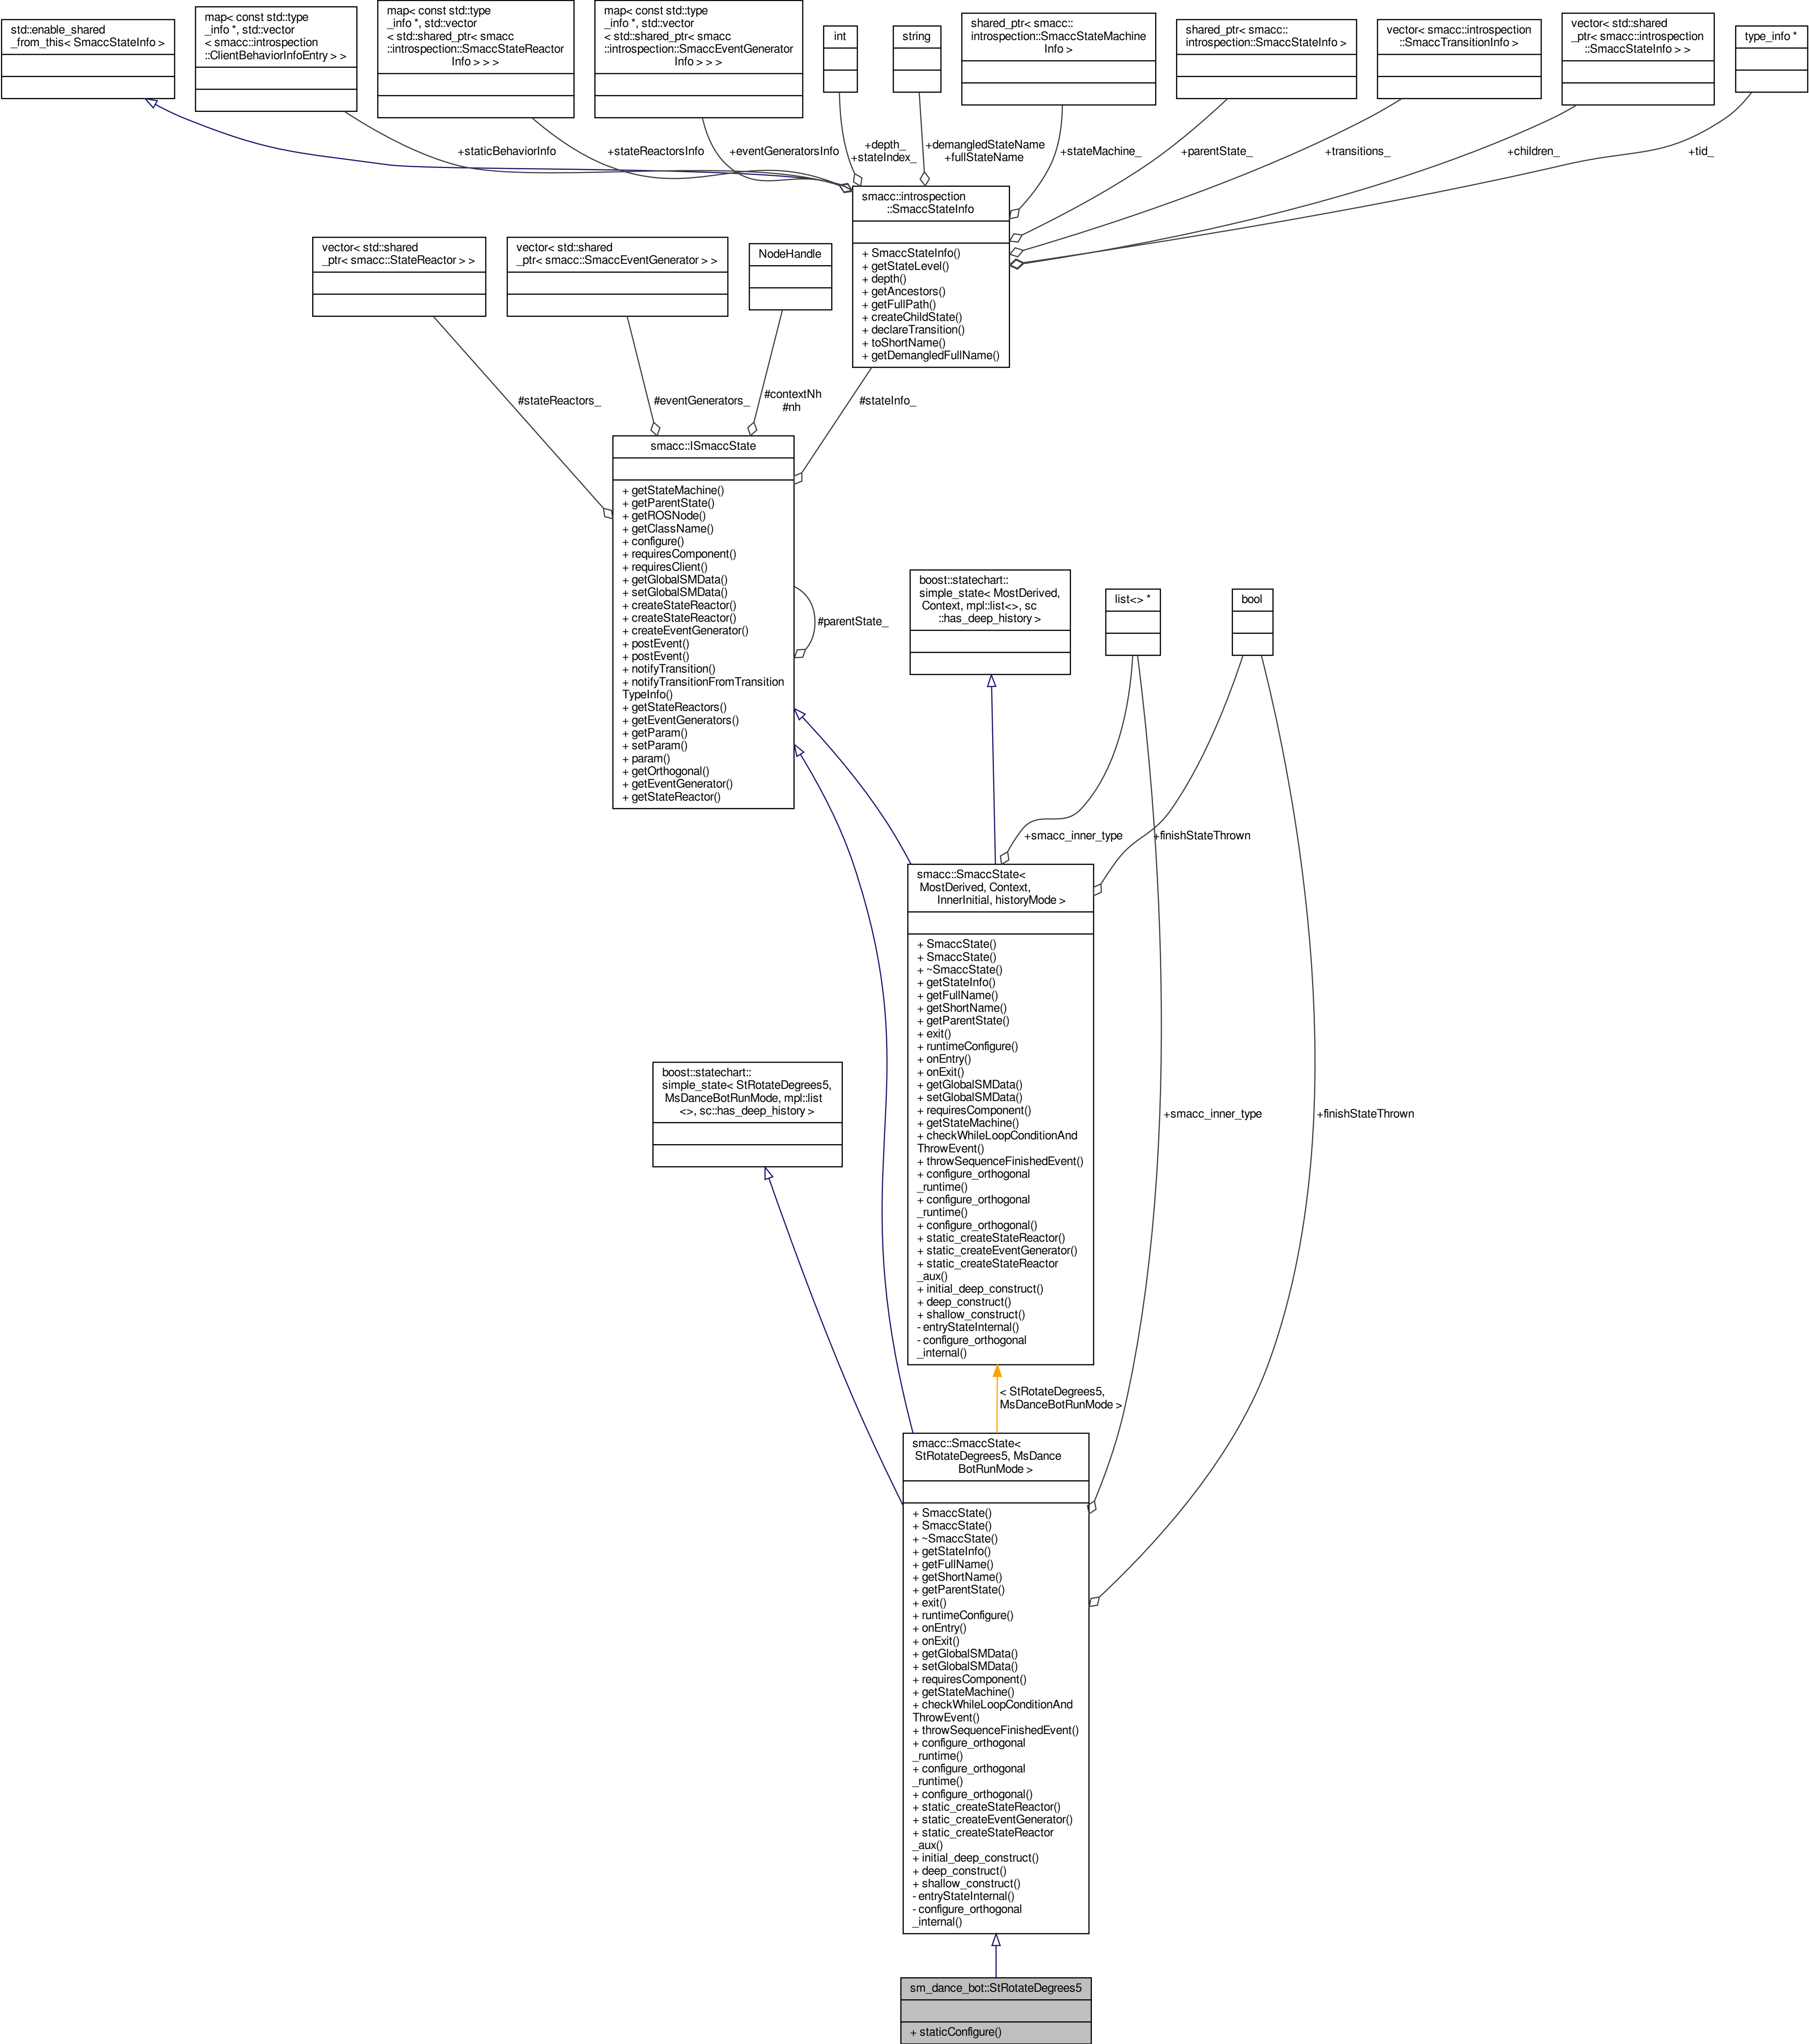 std::enable_shared
_from_this< SmaccStateInfo >
map< const std::type
_info *, std::vector
< smacc::introspection
::ClientBehaviorInfoEntry > >
map< const std::type
_info *, std::vector
< std::shared_ptr< smacc
::introspection::SmaccStateReactor
Info > > >
map< const std::type
_info *, std::vector
< std::shared_ptr< smacc
::introspection::SmaccEventGenerator
Info > > >
int
string
shared_ptr< smacc::
introspection::SmaccStateMachine
Info >
shared_ptr< smacc::
introspection::SmaccStateInfo >
vector< smacc::introspection
::SmaccTransitionInfo >
vector< std::shared
_ptr< smacc::introspection
::SmaccStateInfo > >
type_info *
+staticBehaviorInfo
+stateReactorsInfo
+eventGeneratorsInfo
+depth_
+stateIndex_
+demangledStateName
+fullStateName
+stateMachine_
+parentState_
+transitions_
+children_
+tid_
smacc::introspection
::SmaccStateInfo
+ SmaccStateInfo()
+ getStateLevel()
+ depth()
+ getAncestors()
+ getFullPath()
+ createChildState()
+ declareTransition()
+ toShortName()
+ getDemangledFullName()
vector< std::shared
_ptr< smacc::StateReactor > >
vector< std::shared
_ptr< smacc::SmaccEventGenerator > >
NodeHandle
#stateReactors_
#eventGenerators_
#contextNh
#nh
#stateInfo_
smacc::ISmaccState
+ getStateMachine()
+ getParentState()
+ getROSNode()
+ getClassName()
+ configure()
+ requiresComponent()
+ requiresClient()
+ getGlobalSMData()
+ setGlobalSMData()
+ createStateReactor()
+ createStateReactor()
+ createEventGenerator()
+ postEvent()
+ postEvent()
+ notifyTransition()
+ notifyTransitionFromTransition
TypeInfo()
+ getStateReactors()
+ getEventGenerators()
+ getParam()
+ setParam()
+ param()
+ getOrthogonal()
+ getEventGenerator()
+ getStateReactor()
#parentState_
boost::statechart::
simple_state< MostDerived,
Context, mpl::list<>, sc
::has_deep_history >
list<> *
bool
+smacc_inner_type
+finishStateThrown
smacc::SmaccState<
MostDerived, Context,
InnerInitial, historyMode >
+ SmaccState()
+ SmaccState()
+ ~SmaccState()
+ getStateInfo()
+ getFullName()
+ getShortName()
+ getParentState()
+ exit()
+ runtimeConfigure()
+ onEntry()
+ onExit()
+ getGlobalSMData()
+ setGlobalSMData()
+ requiresComponent()
+ getStateMachine()
+ checkWhileLoopConditionAnd
ThrowEvent()
+ throwSequenceFinishedEvent()
+ configure_orthogonal
_runtime()
+ configure_orthogonal
_runtime()
+ configure_orthogonal()
+ static_createStateReactor()
+ static_createEventGenerator()
+ static_createStateReactor
_aux()
+ initial_deep_construct()
+ deep_construct()
+ shallow_construct()
- entryStateInternal()
- configure_orthogonal
_internal()
boost::statechart::
simple_state< StRotateDegrees5,
MsDanceBotRunMode, mpl::list
<>, sc::has_deep_history >
+smacc_inner_type
+finishStateThrown
< StRotateDegrees5,
MsDanceBotRunMode >
smacc::SmaccState<
StRotateDegrees5, MsDance
BotRunMode >
+ SmaccState()
+ SmaccState()
+ ~SmaccState()
+ getStateInfo()
+ getFullName()
+ getShortName()
+ getParentState()
+ exit()
+ runtimeConfigure()
+ onEntry()
+ onExit()
+ getGlobalSMData()
+ setGlobalSMData()
+ requiresComponent()
+ getStateMachine()
+ checkWhileLoopConditionAnd
ThrowEvent()
+ throwSequenceFinishedEvent()
+ configure_orthogonal
_runtime()
+ configure_orthogonal
_runtime()
+ configure_orthogonal()
+ static_createStateReactor()
+ static_createEventGenerator()
+ static_createStateReactor
_aux()
+ initial_deep_construct()
+ deep_construct()
+ shallow_construct()
- entryStateInternal()
- configure_orthogonal
_internal()
sm_dance_bot::StRotateDegrees5
+ staticConfigure()